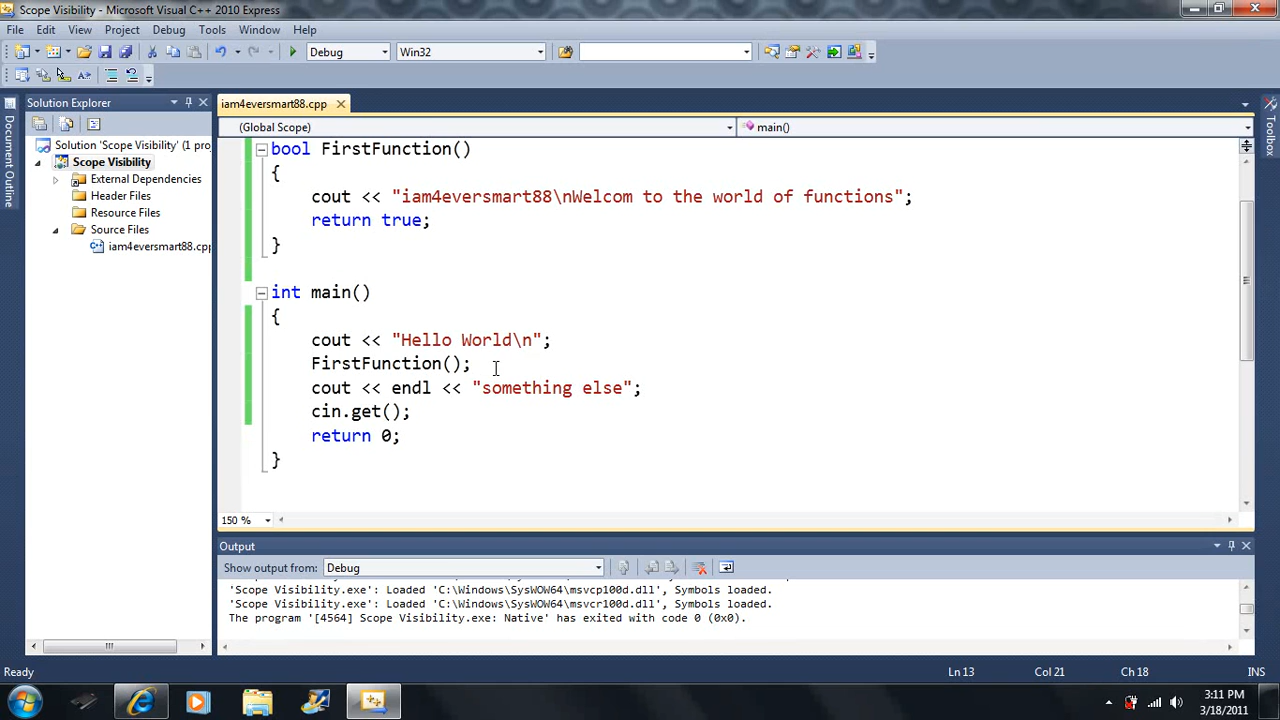 Scope Visibility - Microsoft Visual C++ 2010 Express
File Edit View Project Debug Tools Window Help
Debug Win32
Solution Explorer
iam4eversmart88.cpp
Document Outline
Toolbox
(Global Scope) main()
Solution 'Scope Visibility' (1 proj
Scope Visibility
External Dependencies
Header Files
Resource Files
Source Files
iam4eversmart88.cpp
bool FirstFunction()
{
cout << "iam4eversmart88\nWelcom to the world of functions";
return true;
}
int main()
{
cout << "Hello World\n";
FirstFunction();
cout << endl << "something else";
cin.get();
return 0;
}
150 %
Output
Show output from: Debug
'Scope Visibility.exe': Loaded 'C:\Windows\SysWOW64\msvcp100d.dll', Symbols loaded.
'Scope Visibility.exe': Loaded 'C:\Windows\SysWOW64\msvcr100d.dll', Symbols loaded.
The program '[4564] Scope Visibility.exe: Native' has exited with code 0 (0x0).
Ready Ln 13 Col 21 Ch 18 INS
3:11 PM
3/18/2011